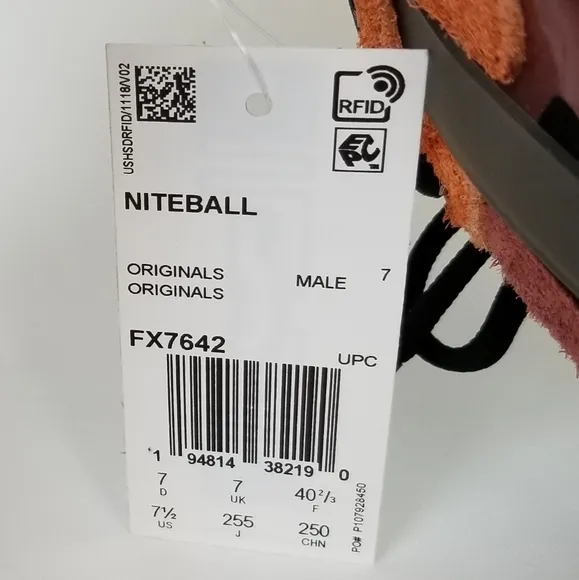 USHSDRFID/1118/V02
RFID
EPC
NITEBALL
ORIGINALS
ORIGINALS
MALE 7
FX7642
UPC
1 94814 38219 0
7 7 40 2/3
D UK F
7½ 255 250
US J CHN
PO# P107928450